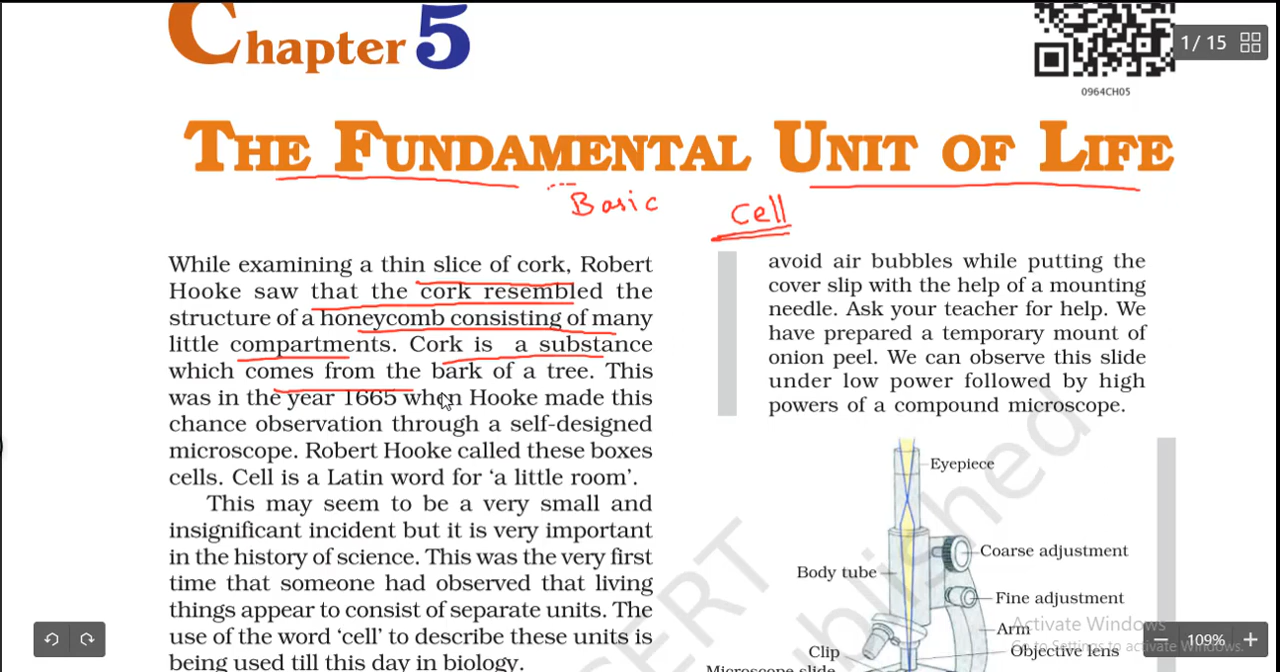 Chapter 5
1 / 15
0964CH05
THE FUNDAMENTAL UNIT OF LIFE
Basic
Cell
While examining a thin slice of cork, Robert
Hooke saw that the cork resembled the
structure of a honeycomb consisting of many
little compartments. Cork is a substance
which comes from the bark of a tree. This
was in the year 1665 when Hooke made this
chance observation through a self-designed
microscope. Robert Hooke called these boxes
cells. Cell is a Latin word for ‘a little room’.
This may seem to be a very small and
insignificant incident but it is very important
in the history of science. This was the very first
time that someone had observed that living
things appear to consist of separate units. The
use of the word ‘cell’ to describe these units is
being used till this day in biology.
avoid air bubbles while putting the
cover slip with the help of a mounting
needle. Ask your teacher for help. We
have prepared a temporary mount of
onion peel. We can observe this slide
under low power followed by high
powers of a compound microscope.
Eyepiece
Coarse adjustment
Body tube
Fine adjustment
Arm
Objective lens
Clip
Microscope slide
Activate Windows
Go to Settings to activate Windows.
109%